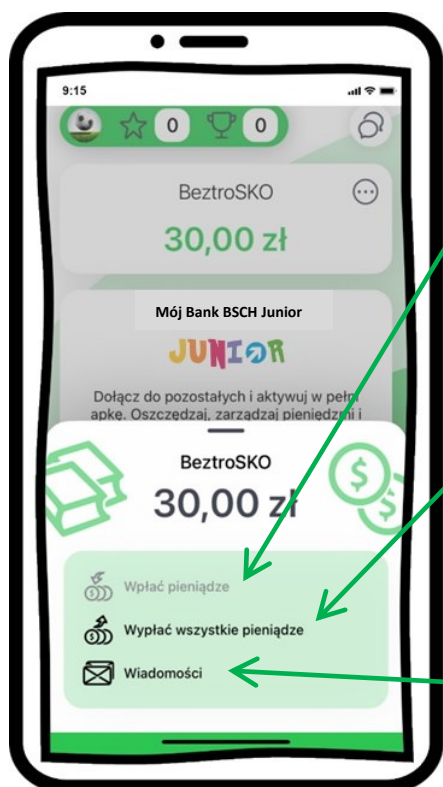 9:15
0 0
BeztroSKO
30,00 zł
Mój Bank BSCH Junior
JUNIOR
Dołącz do pozostałych i aktywuj w pełni
apkę. Oszczędzaj, zarządzaj pieniędzmi i
BeztroSKO
30,00 zł
Wpłać pieniądze
Wypłać wszystkie pieniądze
Wiadomości